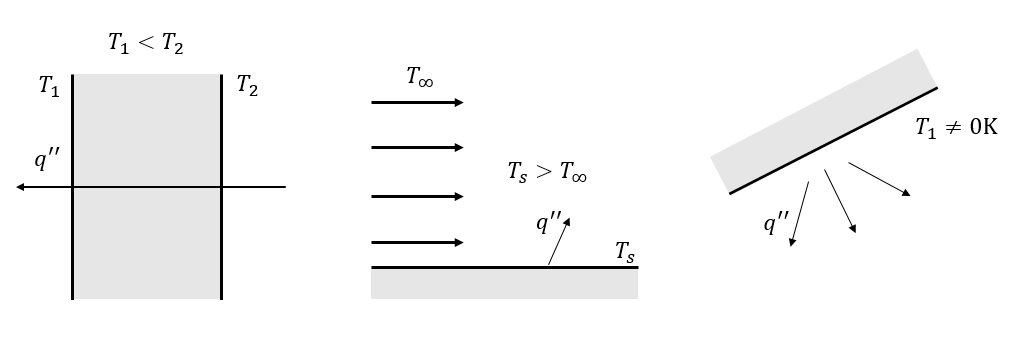 T₁ < T₂
T₁
T₂
q″
T∞
Tₛ > T∞
q″
Tₛ
T₁ ≠ 0K
q″